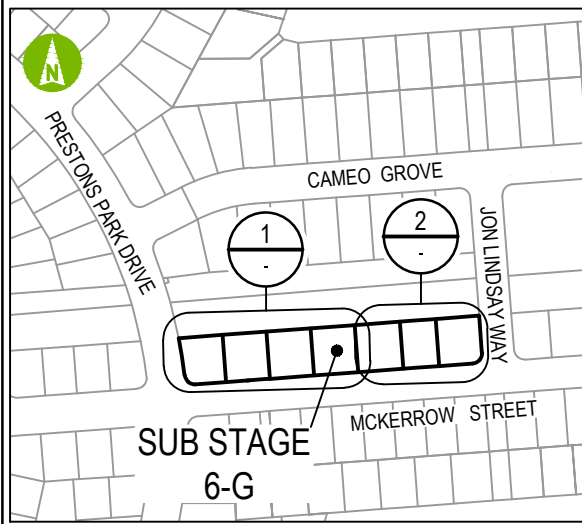 N
PRESTONS PARK DRIVE
CAMEO GROVE
JON LINDSAY WAY
1
-
2
-
MCKERROW STREET
SUB STAGE
6-G